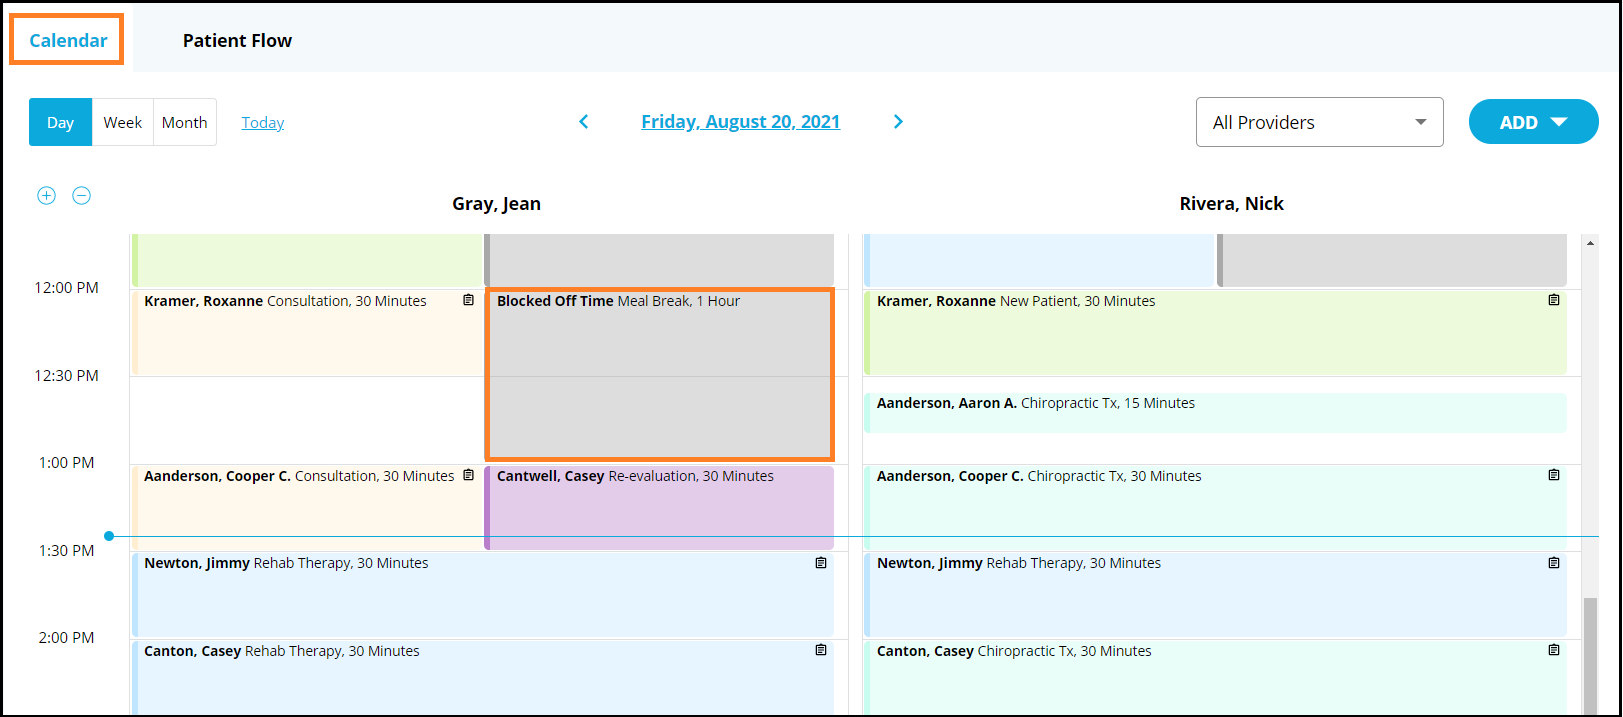 Calendar
Patient Flow
Day
Week
Month
Today
Friday, August 20, 2021
All Providers
ADD
Gray, Jean
Rivera, Nick
12:00 PM
Kramer, Roxanne Consultation, 30 Minutes
Blocked Off Time Meal Break, 1 Hour
Kramer, Roxanne New Patient, 30 Minutes
12:30 PM
Aanderson, Aaron A. Chiropractic Tx, 15 Minutes
1:00 PM
Aanderson, Cooper C. Consultation, 30 Minutes
Cantwell, Casey Re-evaluation, 30 Minutes
Aanderson, Cooper C. Chiropractic Tx, 30 Minutes
1:30 PM
Newton, Jimmy Rehab Therapy, 30 Minutes
Newton, Jimmy Rehab Therapy, 30 Minutes
2:00 PM
Canton, Casey Rehab Therapy, 30 Minutes
Canton, Casey Chiropractic Tx, 30 Minutes